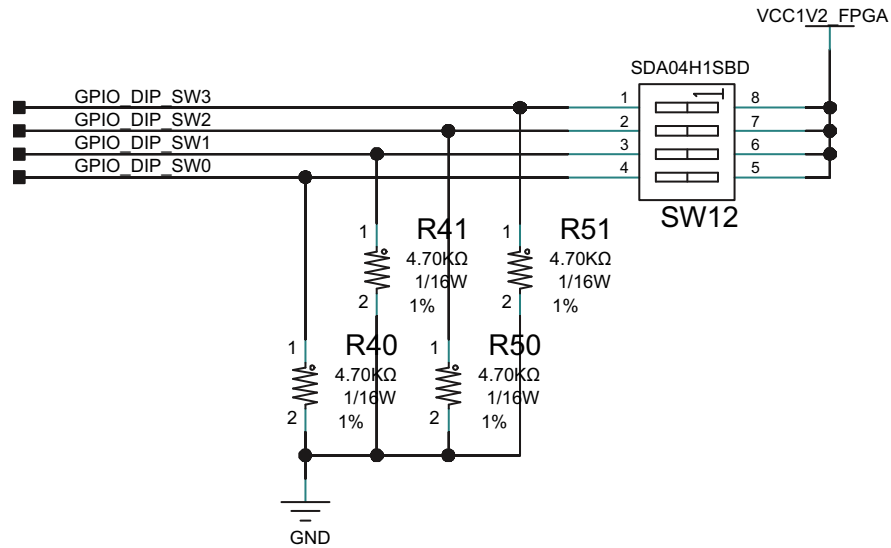 VCC1V2_FPGA
SDA04H1SBD
GPIO_DIP_SW3
1
1
8
GPIO_DIP_SW2
2
7
GPIO_DIP_SW1
3
6
GPIO_DIP_SW0
4
5
SW12
1
R41
4.70KΩ
1/16W
1%
2
1
R51
4.70KΩ
1/16W
1%
2
1
R40
4.70KΩ
1/16W
1%
2
1
R50
4.70KΩ
1/16W
1%
2
GND